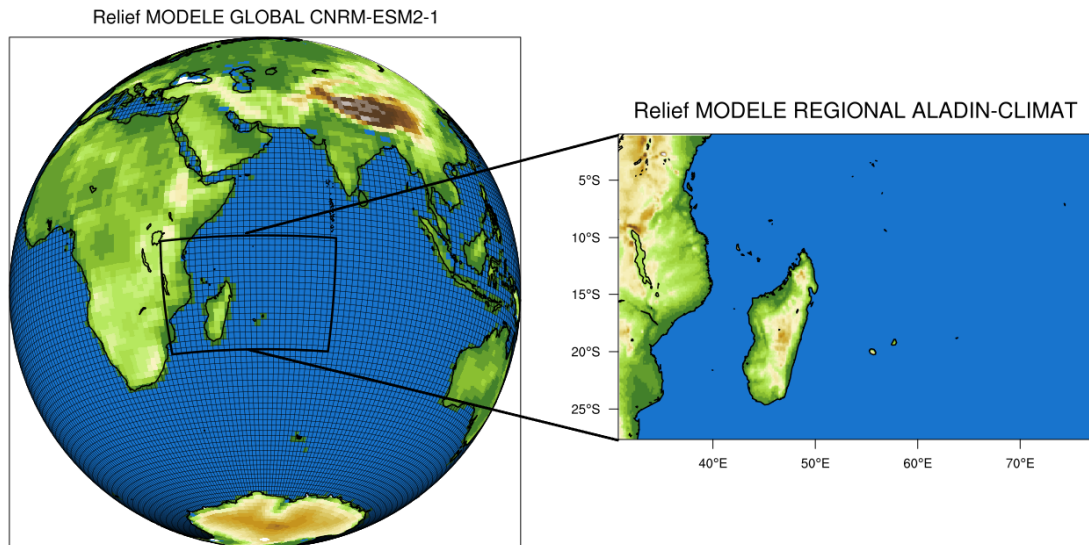 Relief MODELE GLOBAL CNRM-ESM2-1
Relief MODELE REGIONAL ALADIN-CLIMAT
5°S
10°S
15°S
20°S
25°S
40°E
50°E
60°E
70°E